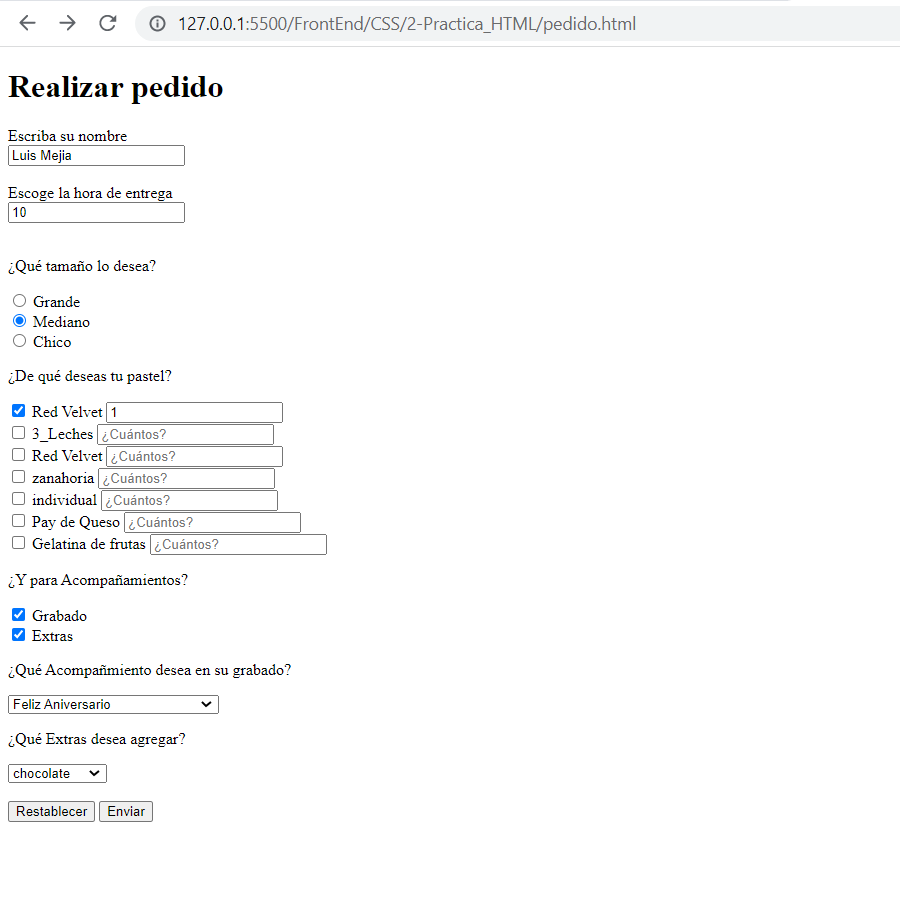 127.0.0.1:5500/FrontEnd/CSS/2-Practica_HTML/pedido.html
Realizar pedido
Escriba su nombre
Luis Mejia
Escoge la hora de entrega
10
¿Qué tamaño lo desea?
Grande
Mediano
Chico
¿De qué deseas tu pastel?
Red Velvet 1
3_Leches ¿Cuántos?
Red Velvet ¿Cuántos?
zanahoria ¿Cuántos?
individual ¿Cuántos?
Pay de Queso ¿Cuántos?
Gelatina de frutas ¿Cuántos?
¿Y para Acompañamientos?
Grabado
Extras
¿Qué Acompañmiento desea en su grabado?
Feliz Aniversario
¿Qué Extras desea agregar?
chocolate
Restablecer Enviar